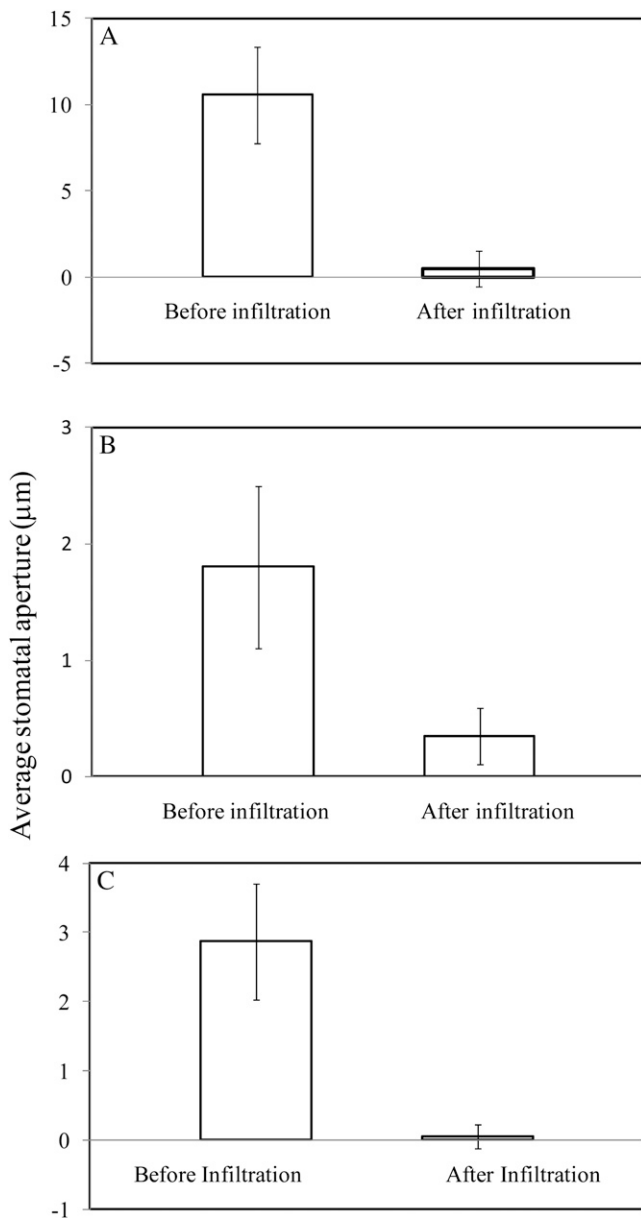 Average stomatal aperture (µm)
A
15
10
5
0
-5
Before infiltration After infiltration
B
3
2
1
0
Before infiltration After infiltration
C
4
3
2
1
0
-1
Before Infiltration After Infiltration